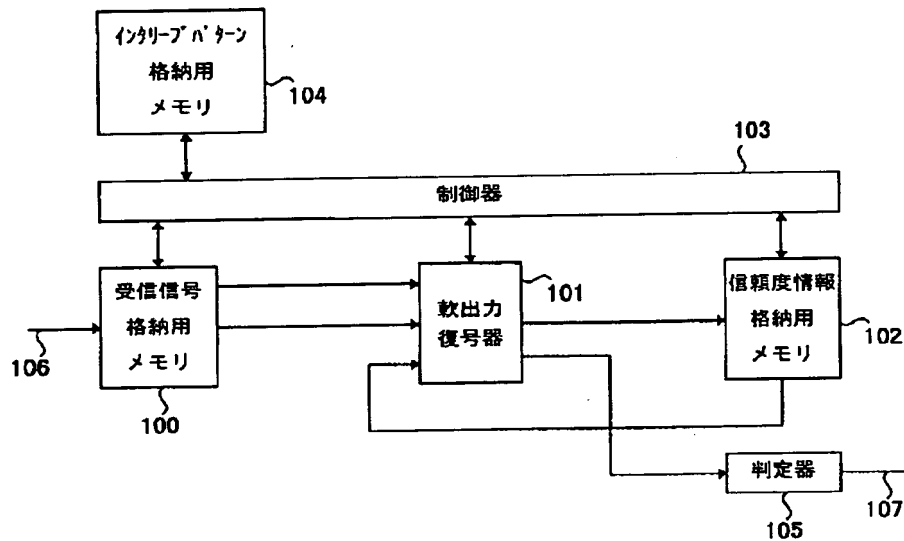 インタリーブパターン
格納用
メモリ
104
103
制御器
受信信号
格納用
メモリ
106
100
101
軟出力
復号器
信頼度情報
格納用
メモリ
102
判定器
105
107